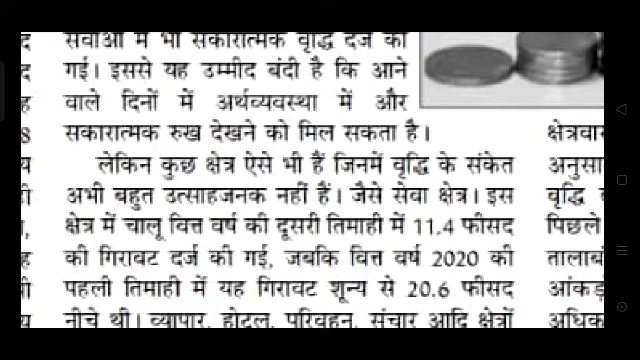 सेवाओं में भी सकारात्मक वृद्धि दर्ज की
गई। इससे यह उम्मीद बंदी है कि आने
वाले दिनों में अर्थव्यवस्था में और
सकारात्मक रुख देखने को मिल सकता है।
लेकिन कुछ क्षेत्र ऐसे भी हैं जिनमें वृद्धि के संकेत
अभी बहुत उत्साहजनक नहीं हैं। जैसे सेवा क्षेत्र। इस
क्षेत्र में चालू वित्त वर्ष की दूसरी तिमाही में 11.4 फीसद
की गिरावट दर्ज की गई, जबकि वित्त वर्ष 2020 की
पहली तिमाही में यह गिरावट शून्य से 20.6 फीसद
नीचे थी। व्यापार, होटल, परिवहन, संचार आदि क्षेत्रों
क्षेत्रवार
अनुसा
वृद्धि
पिछले
तालाबं
आंकड़
अधिक